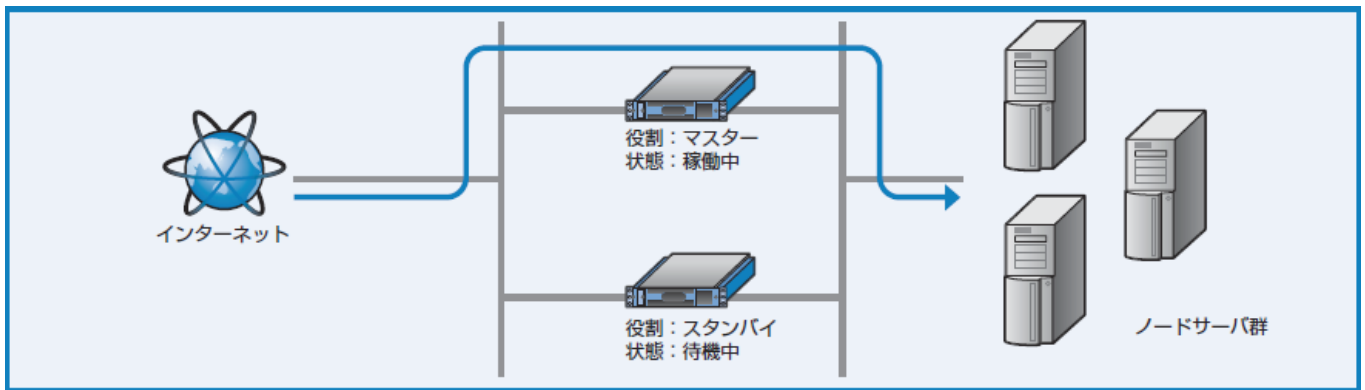 インターネット
役割：マスター
状態：稼働中
役割：スタンバイ
状態：待機中
ノードサーバ群